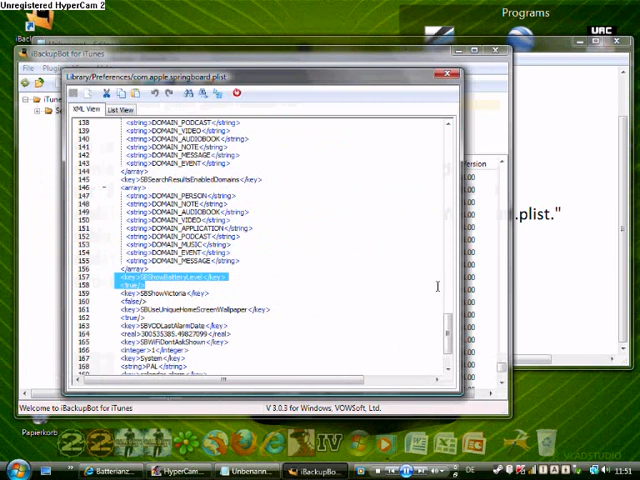 Unregistered HyperCam 2
Programs
iBackupBot for iTunes
File
Library/Preferences/com.apple.springboard.plist
XML View
List View
138 <string>DOMAIN_PODCAST</string>
139 <string>DOMAIN_VIDEO</string>
140 <string>DOMAIN_AUDIOBOOK</string>
141 <string>DOMAIN_NOTE</string>
142 <string>DOMAIN_MESSAGE</string>
143 <string>DOMAIN_EVENT</string>
144 </array>
145 <key>SBSearchResultsEnabledDomains</key>
146 <array>
147 <string>DOMAIN_PERSON</string>
148 <string>DOMAIN_NOTE</string>
149 <string>DOMAIN_AUDIOBOOK</string>
150 <string>DOMAIN_VIDEO</string>
151 <string>DOMAIN_APPLICATION</string>
152 <string>DOMAIN_PODCAST</string>
153 <string>DOMAIN_MUSIC</string>
154 <string>DOMAIN_EVENT</string>
155 <string>DOMAIN_MESSAGE</string>
156 </array>
157 <key>SBShowBatteryLevel</key>
158 <true/>
159 <key>SBShowVictoria</key>
160 <false/>
161 <key>SBUseUniqueHomeScreenWallpaper</key>
162 <true/>
163 <key>SBVODLastAlarmDate</key>
164 <real>300535385.49827099</real>
165 <key>SBWiFiDontAskShown</key>
166 <integer>1</integer>
167 <key>System</key>
168 <string>PAL</string>
.plist."
Welcome to iBackupBot for iTunes
V 3.0.3 for Windows, VOWSoft, Ltd.
Papierkorb
VLADSTUDIO
Batterianz...
HyperCam...
Unbenann...
iBackupBo...
DE
11:51